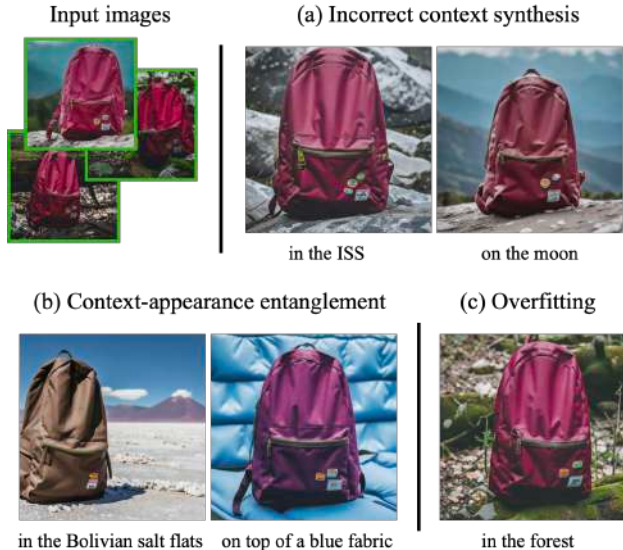 Input images
(a) Incorrect context synthesis
in the ISS
on the moon
(b) Context-appearance entanglement
(c) Overfitting
in the Bolivian salt flats
on top of a blue fabric
in the forest